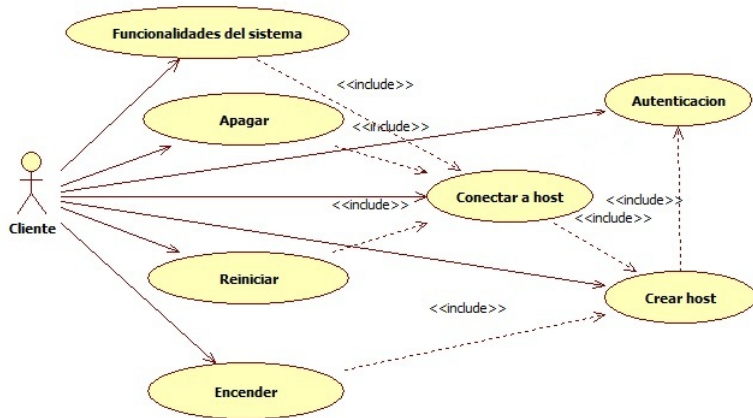 Funcionalidades del sistema
<<include>>
Autenticacion
Apagar
<<include>>
Conectar a host
<<include>>
<<include>>
<<include>>
Cliente
Reiniciar
Crear host
<<include>>
Encender